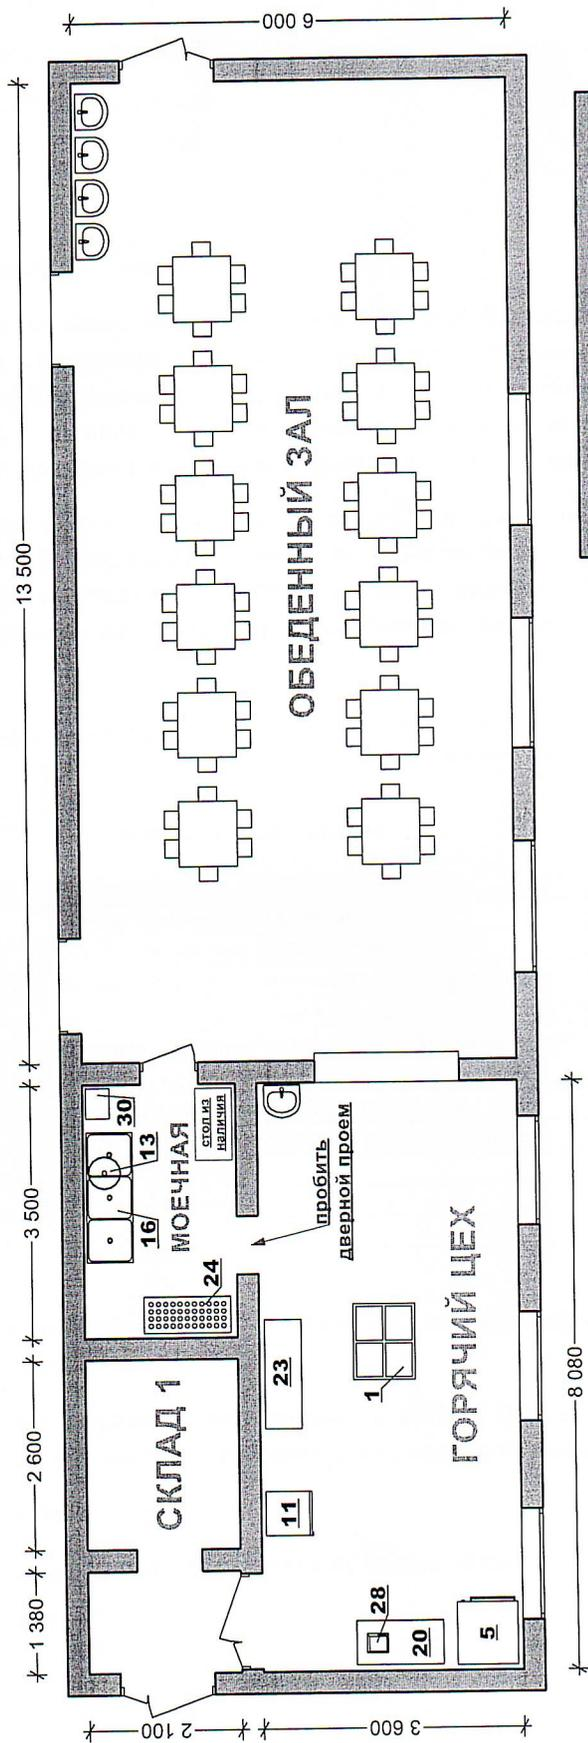 6 000
13 500
ОБЕДЕННЫЙ ЗАЛ
3 500
30
13
16
МОЕЧНАЯ
стол из
наличия
24
пробить
дверной проем
2 600
СКЛАД 1
23
1
ГОРЯЧИЙ ЦЕХ
8 080
11
1 380
28
20
5
2 100
3 600